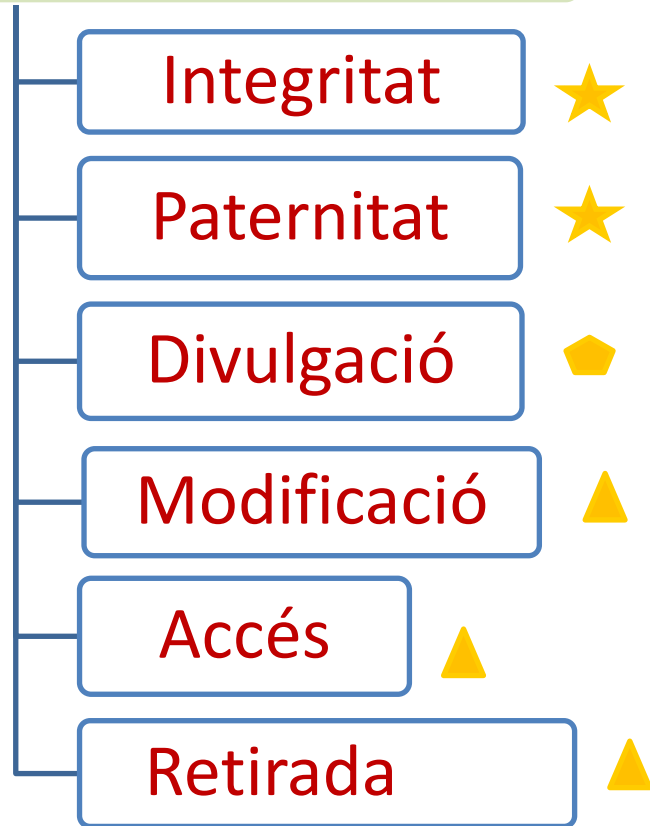 Integritat
Paternitat
Divulgació
Modificació
Accés
Retirada